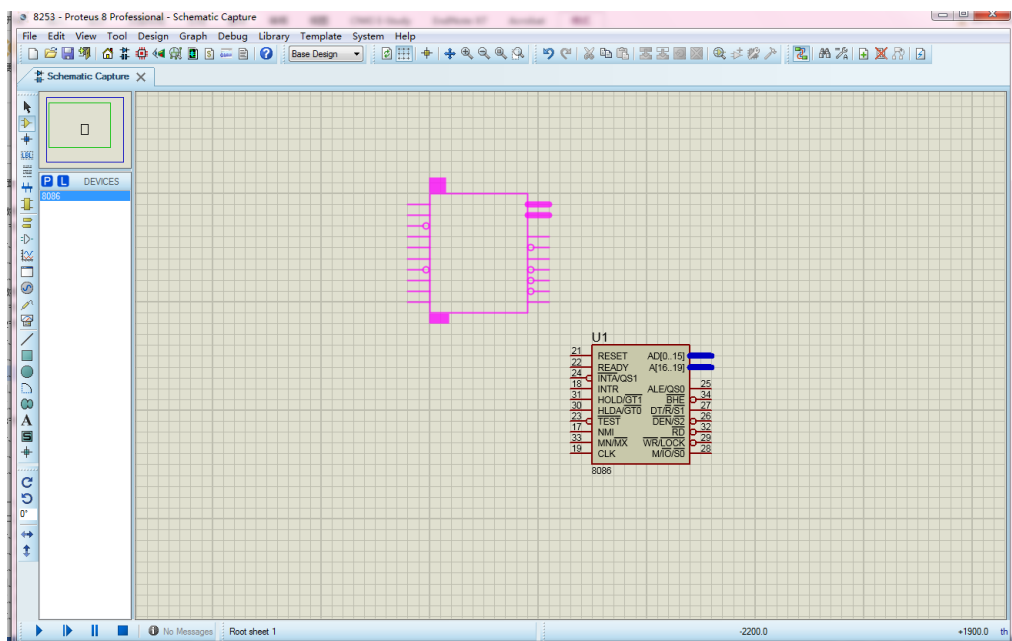 8253 - Proteus 8 Professional - Schematic Capture
File Edit View Tool Design Graph Debug Library Template System Help
Base Design
Schematic Capture
P L DEVICES
8086
LBL
A
S
0°
U1
21 RESET AD[0..15]
22 READY A[16..19]
24 INTA/QS1
18 INTR ALE/QS0 25
31 HOLD/GT1 BHE 34
30 HLDA/GT0 DT/R/S1 27
23 TEST DEN/S2 26
17 NMI RD 32
33 MN/MX WR/LOCK 29
19 CLK M/IO/S0 28
8086
No Messages Root sheet 1 -2200.0 +1900.0 th